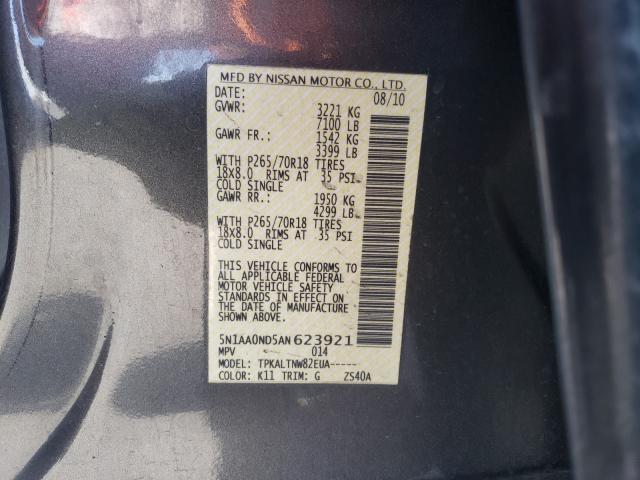 MFD BY NISSAN MOTOR CO., LTD.
DATE: 08/10
GVWR: 3221 KG
7100 LB
GAWR FR.: 1542 KG
3399 LB
WITH P265/70R18 TIRES
18x8.0 RIMS AT 35 PSI
COLD SINGLE
GAWR RR.: 1950 KG
4299 LB
WITH P265/70R18 TIRES
18x8.0 RIMS AT 35 PSI
COLD SINGLE
THIS VEHICLE CONFORMS TO
ALL APPLICABLE FEDERAL
MOTOR VEHICLE SAFETY
STANDARDS IN EFFECT ON
THE DATE OF MANUFACTURE
SHOWN ABOVE.
5N1AA0ND5AN623921
MPV 014
MODEL: TPKALTNW82EUA-----
COLOR: K11 TRIM: G ZS40A